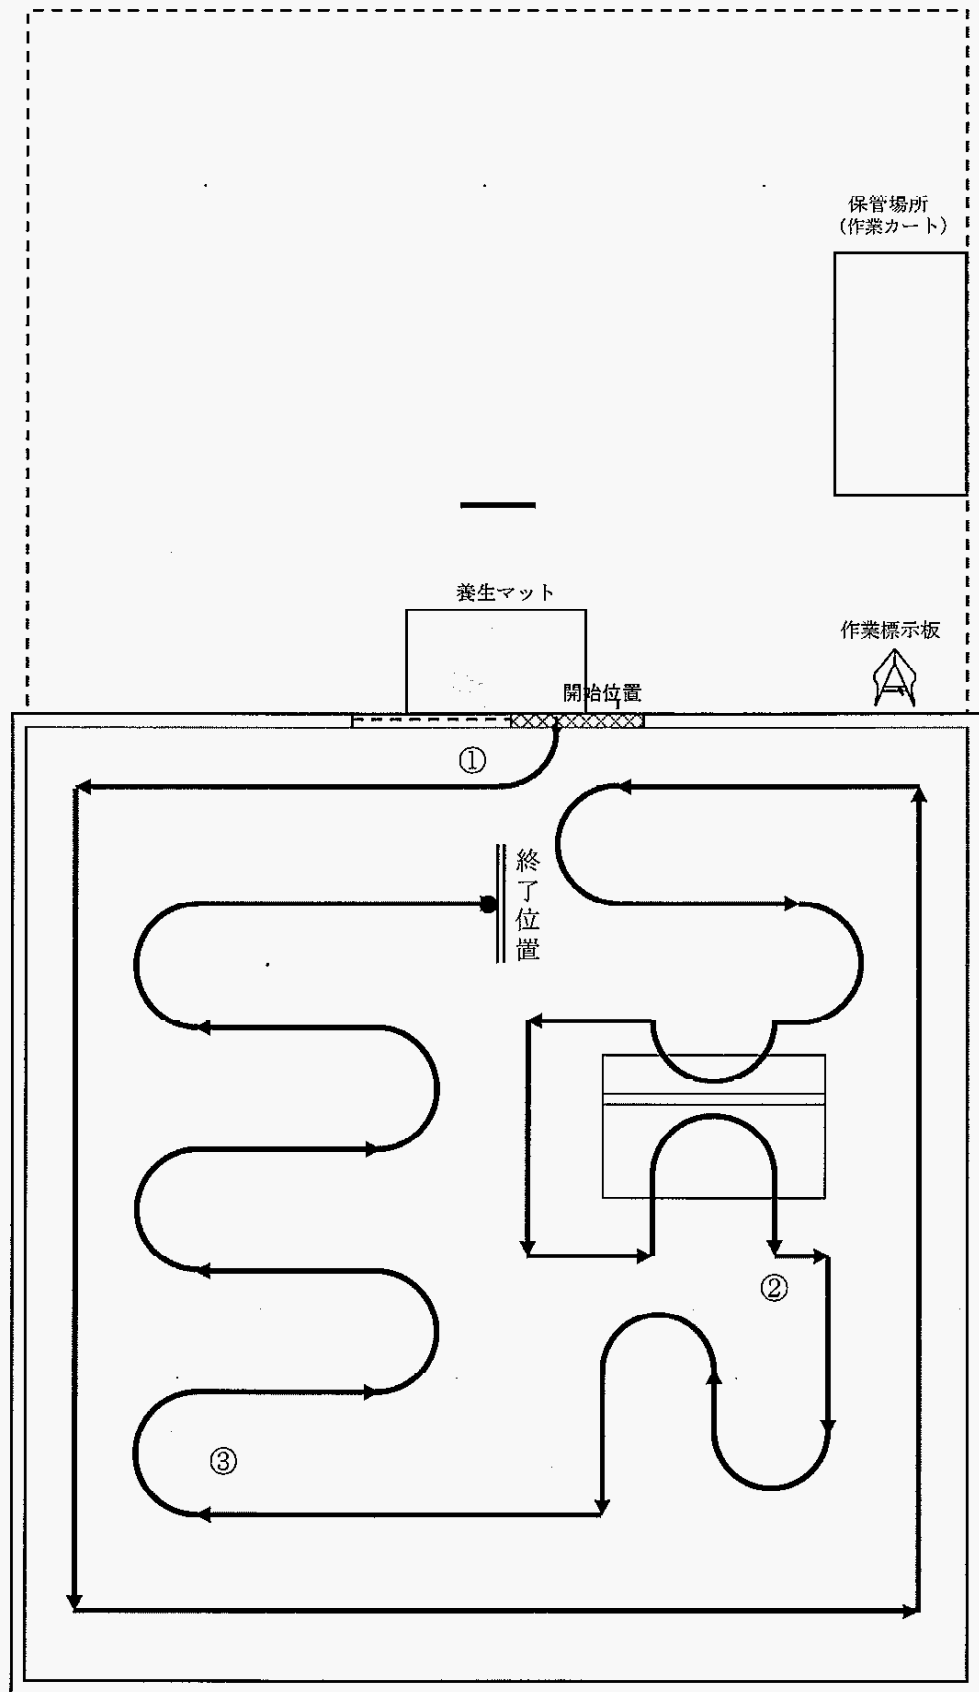 保管場所
(作業カート)
養生マット
作業標示板
開始位置
①
終了位置
②
③